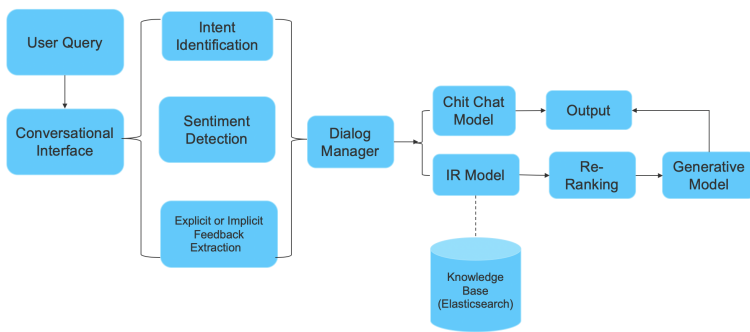 User Query
Conversational
Interface
Intent
Identification
Sentiment
Detection
Explicit or Implicit
Feedback
Extraction
Dialog
Manager
Chit Chat
Model
Output
IR Model
Re-
Ranking
Generative
Model
Knowledge
Base
(Elasticsearch)